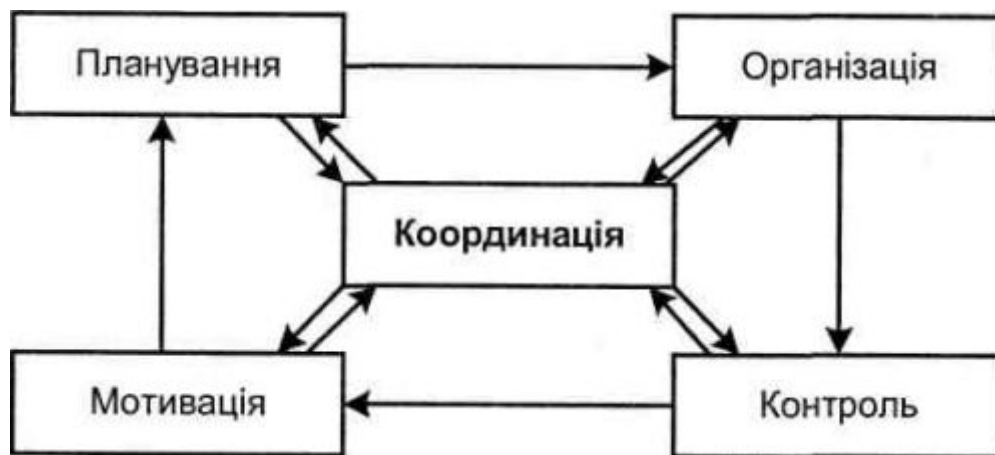 Планування
Організація
Координація
Мотивація
Контроль